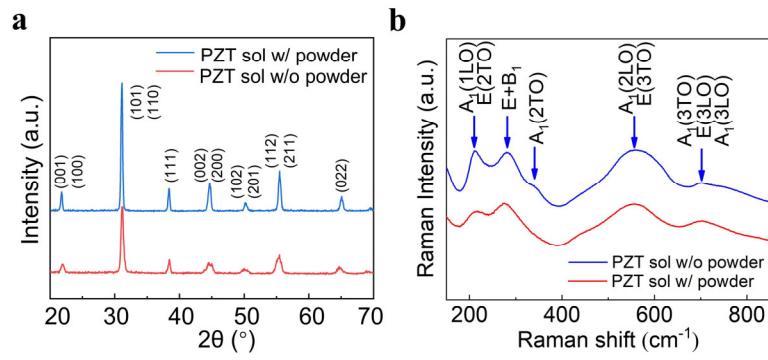 a
PZT sol w/ powder
PZT sol w/o powder
(001)
(100)
(101)
(110)
(111)
(002)
(200)
(102)
(201)
(112)
(211)
(022)
Intensity (a.u.)
20 30 40 50 60 70
2θ (°)
b
A1(1LO)
E(2TO)
E+B1
A1(2TO)
A1(2LO)
E(3TO)
A1(3TO)
E(3LO)
A1(3LO)
PZT sol w/o powder
PZT sol w/ powder
Raman Intensity (a.u.)
200 400 600 800
Raman shift (cm-1)